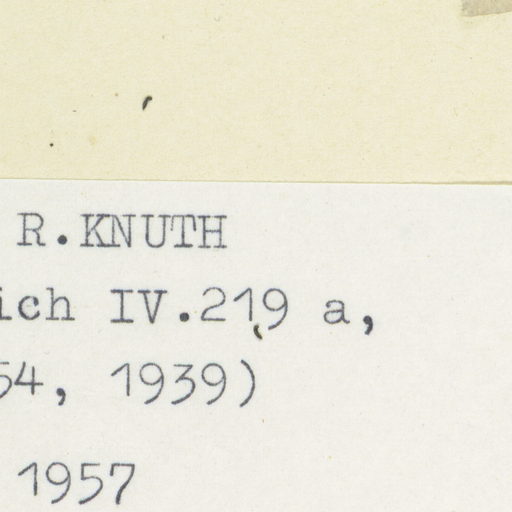 R.KNUTH
ich IV.219 a,
54, 1939)
1957